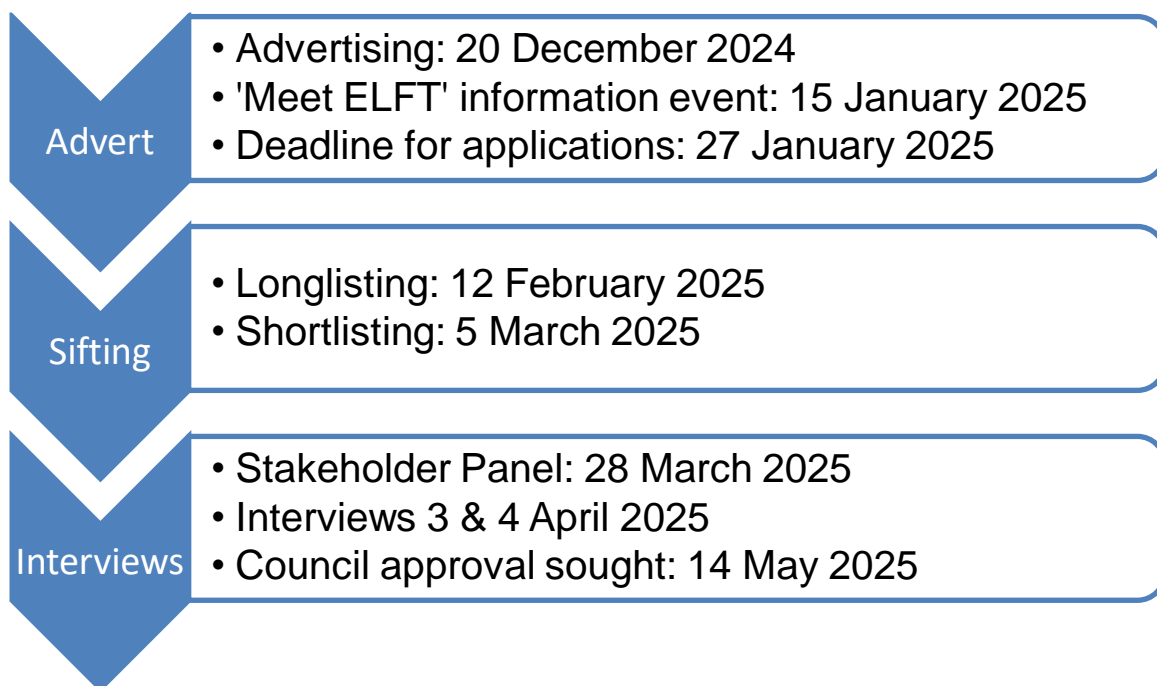 Advert
• Advertising: 20 December 2024
• 'Meet ELFT' information event: 15 January 2025
• Deadline for applications: 27 January 2025
Sifting
• Longlisting: 12 February 2025
• Shortlisting: 5 March 2025
Interviews
• Stakeholder Panel: 28 March 2025
• Interviews 3 & 4 April 2025
• Council approval sought: 14 May 2025